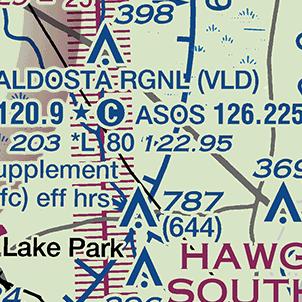 398
ALDOSTA RGNL (VLD)
120.9 ★ C ASOS 126.225
203 *L 80 122.95
upplement
fc) eff hrs
369
787
(644)
Lake Park
HAWG
SOUTH